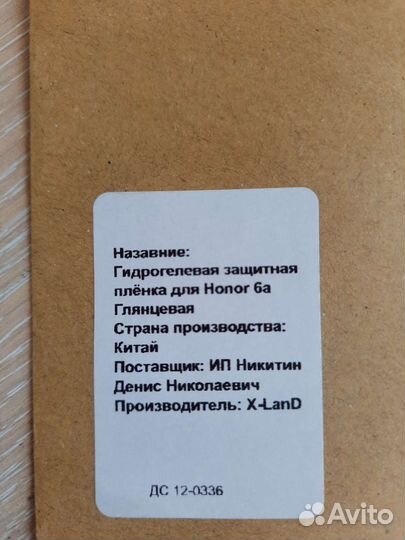 Назавние:
Гидрогелевая защитная
плёнка для Honor 6a
Глянцевая
Страна производства:
Китай
Поставщик: ИП Никитин
Денис Николаевич
Производитель: X-LanD
ДС 12-0336
Avito